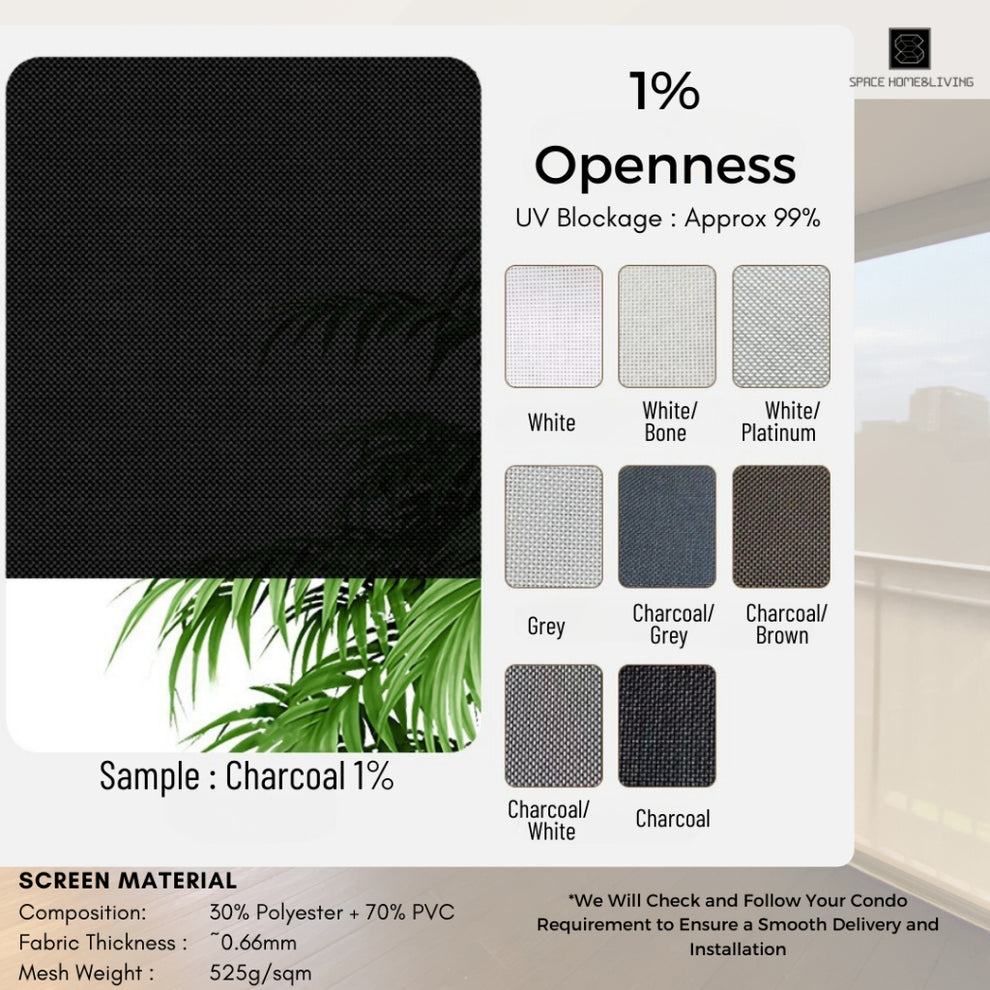 SPACE HOME&LIVING
1%
Openness
UV Blockage : Approx 99%
White
White/
Bone
White/
Platinum
Grey
Charcoal/
Grey
Charcoal/
Brown
Charcoal/
White
Charcoal
Sample : Charcoal 1%
SCREEN MATERIAL
Composition: 30% Polyester + 70% PVC
Fabric Thickness : ~0.66mm
Mesh Weight : 525g/sqm
*We Will Check and Follow Your Condo
Requirement to Ensure a Smooth Delivery and
Installation